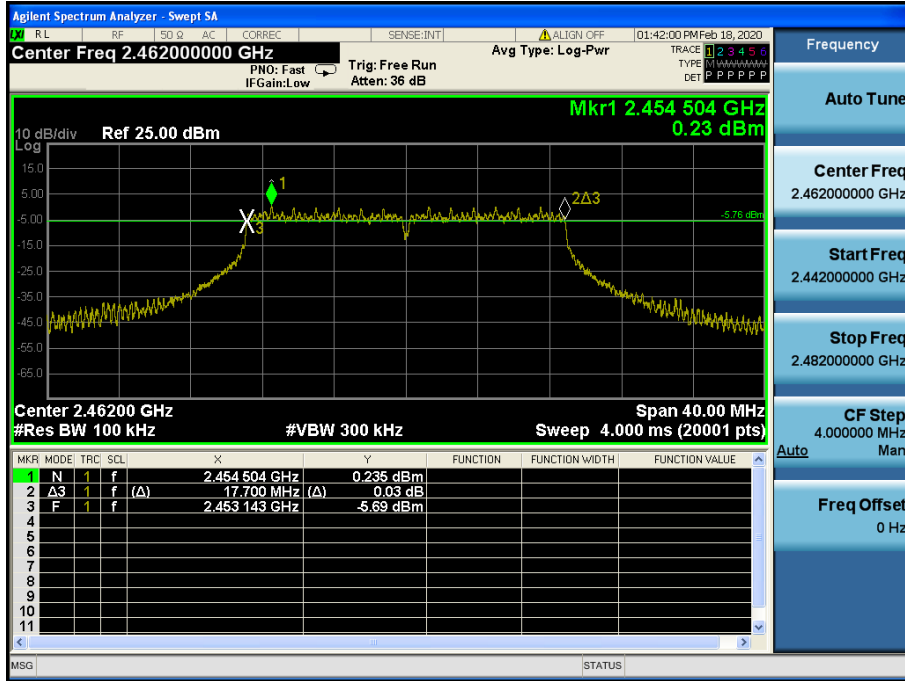 Agilent Spectrum Analyzer - Swept SA
LXI RL RF 50 Ω AC CORREC SENSE:INT ALIGN OFF 01:42:00 PM Feb 18, 2020
Center Freq 2.462000000 GHz
PNO: Fast
IFGain:Low
Trig: Free Run
Atten: 36 dB
Avg Type: Log-Pwr
TRACE 1 2 3 4 5 6
TYPE M WWWWW
DET P P P P P P
Mkr1 2.454 504 GHz
0.23 dBm
10 dB/div Ref 25.00 dBm
Log
15.0
5.00
-5.00
-15.0
-25.0
-35.0
-45.0
-55.0
-65.0
1
2Δ3
3
-5.76 dBm
Center 2.46200 GHz Span 40.00 MHz
#Res BW 100 kHz #VBW 300 kHz Sweep 4.000 ms (20001 pts)
MKR MODE TRC SCL X Y FUNCTION FUNCTION WIDTH FUNCTION VALUE
1 N 1 f 2.454 504 GHz 0.235 dBm
2 Δ3 1 f (Δ) 17.700 MHz (Δ) 0.03 dB
3 F 1 f 2.453 143 GHz -5.69 dBm
4
5
6
7
8
9
10
11
MSG STATUS
Frequency
Auto Tune
Center Freq
2.462000000 GHz
Start Freq
2.442000000 GHz
Stop Freq
2.482000000 GHz
CF Step
4.000000 MHz
Auto Man
Freq Offset
0 Hz